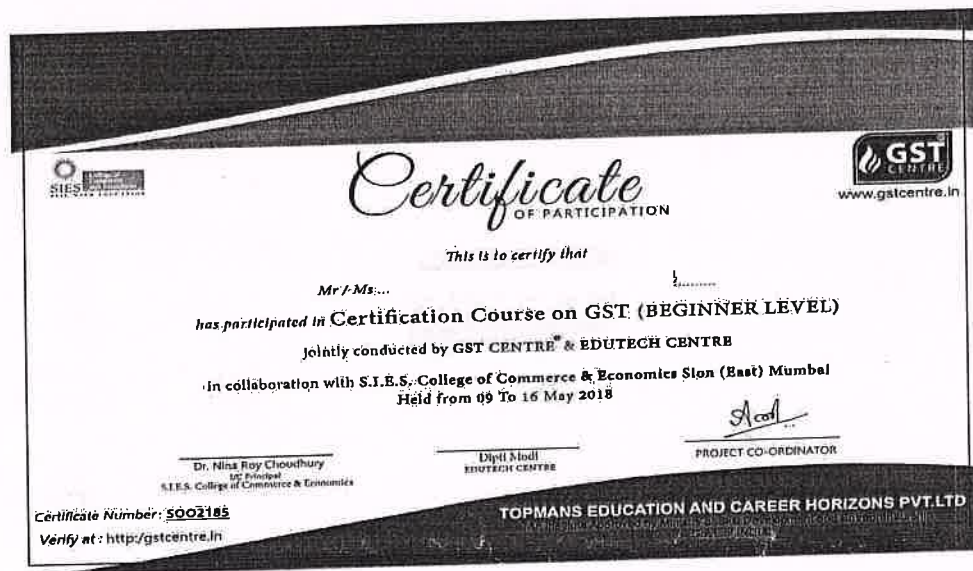 SIES
Certificate
OF PARTICIPATION
GST
CENTRE
www.gstcentre.in
This is to certify that
Mr./-Ms....
has participated in Certification Course on GST (BEGINNER LEVEL)
Jointly conducted by GST CENTRE® & EDUTECH CENTRE
In collaboration with S.I.E.S. College of Commerce & Economics Sion (East) Mumbai
Held from 09 To 16 May 2018
Dr. Nina Roy Choudhury
I/C Principal
S.I.E.S. College of Commerce & Economics
Dipti Modi
EDUTECH CENTRE
PROJECT CO-ORDINATOR
Certificate Number: SOO2185
Verify at : http:/gstcentre.in
TOPMANS EDUCATION AND CAREER HORIZONS PVT.LTD